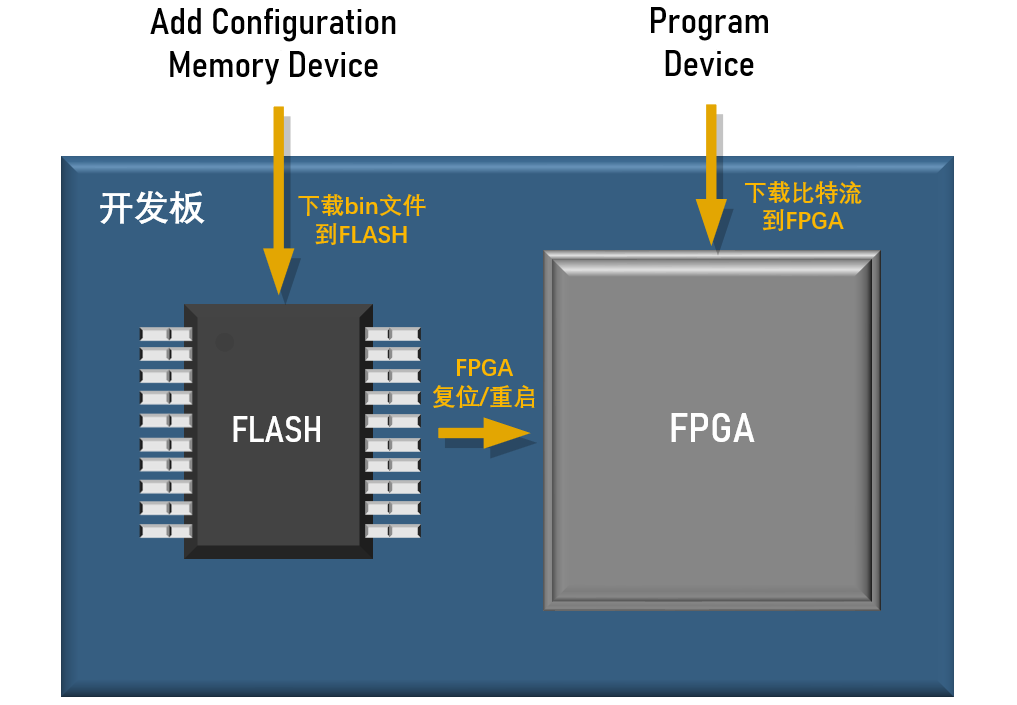 Add Configuration
Memory Device
Program
Device
开发板
下载bin文件
到FLASH
下载比特流
到FPGA
FPGA
复位/重启
FLASH
FPGA